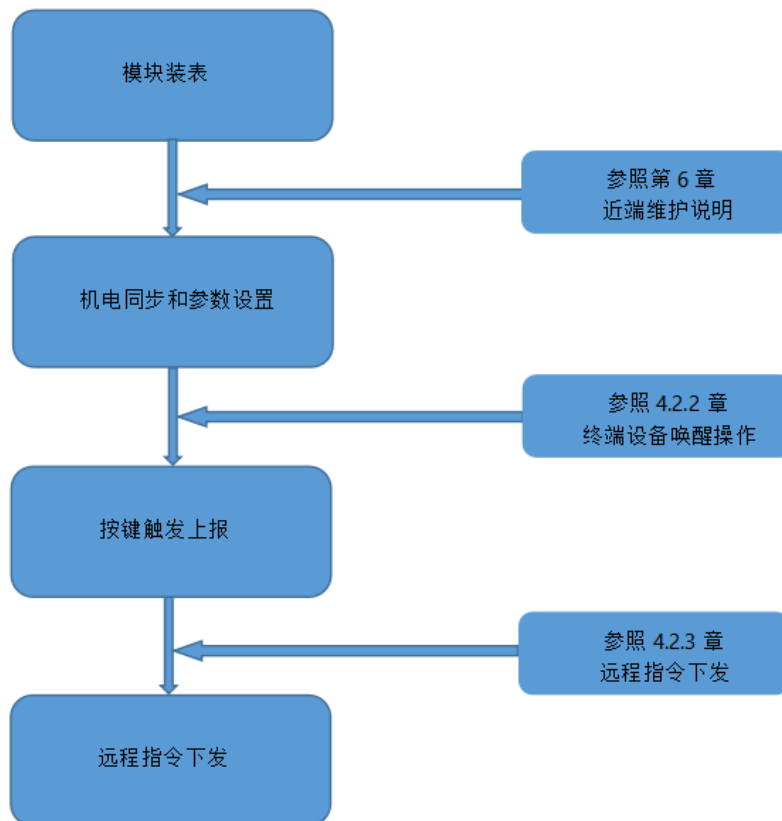 模块装表
参照第 6 章
近端维护说明
机电同步和参数设置
参照 4.2.2 章
终端设备唤醒操作
按键触发上报
参照 4.2.3 章
远程指令下发
远程指令下发